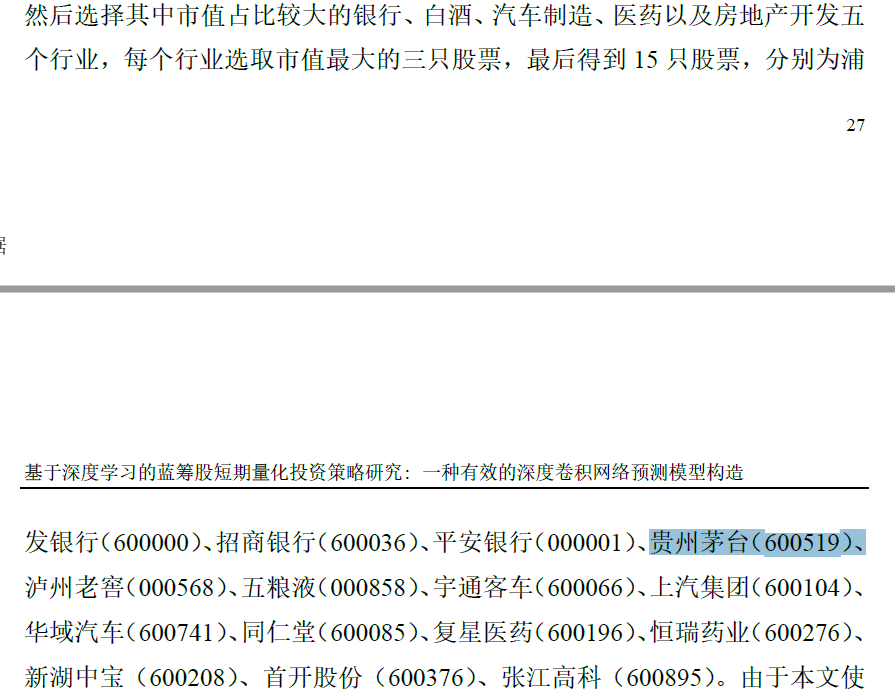 然后选择其中市值占比较大的银行、白酒、汽车制造、医药以及房地产开发五
个行业，每个行业选取市值最大的三只股票，最后得到 15 只股票，分别为浦
27
基于深度学习的蓝筹股短期量化投资策略研究：一种有效的深度卷积网络预测模型构造
发银行（600000）、招商银行（600036）、平安银行（000001）、贵州茅台（600519）、
泸州老窖（000568）、五粮液（000858）、宇通客车（600066）、上汽集团（600104）、
华域汽车（600741）、同仁堂（600085）、复星医药（600196）、恒瑞药业（600276）、
新湖中宝（600208）、首开股份（600376）、张江高科（600895）。由于本文使